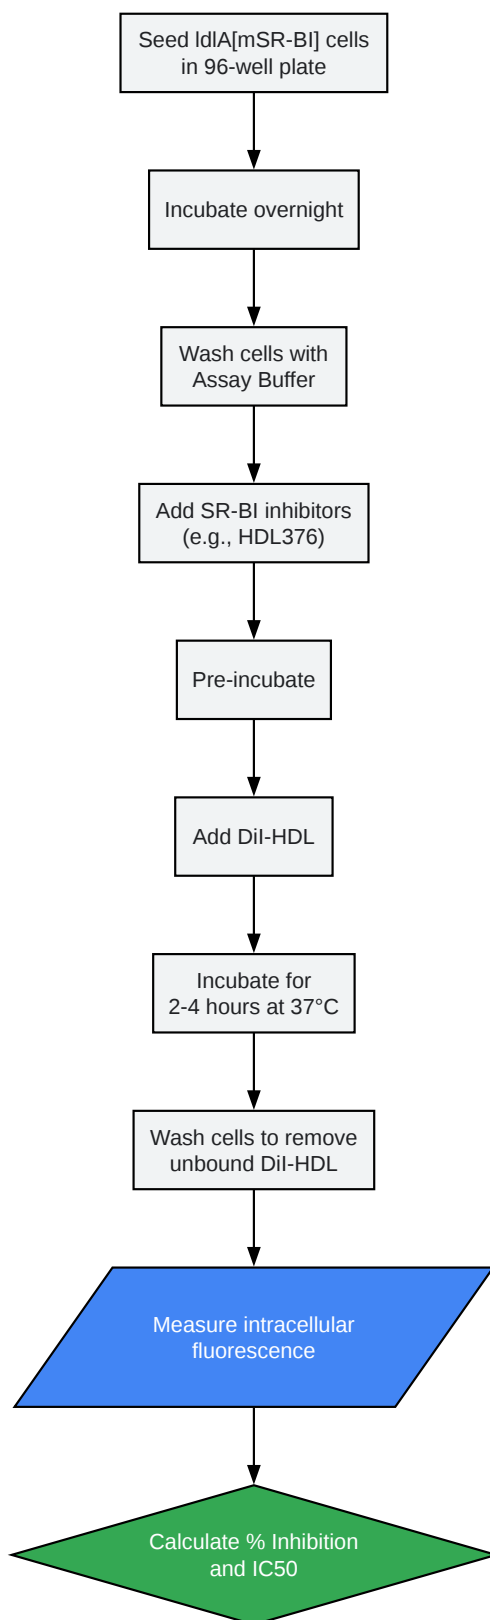 Seed ldlA[mSR-BI] cells
in 96-well plate
Incubate overnight
Wash cells with
Assay Buffer
Add SR-BI inhibitors
(e.g., HDL376)
Pre-incubate
Add DiI-HDL
Incubate for
2-4 hours at 37°C
Wash cells to remove
unbound DiI-HDL
Measure intracellular
fluorescence
Calculate % Inhibition
and IC50